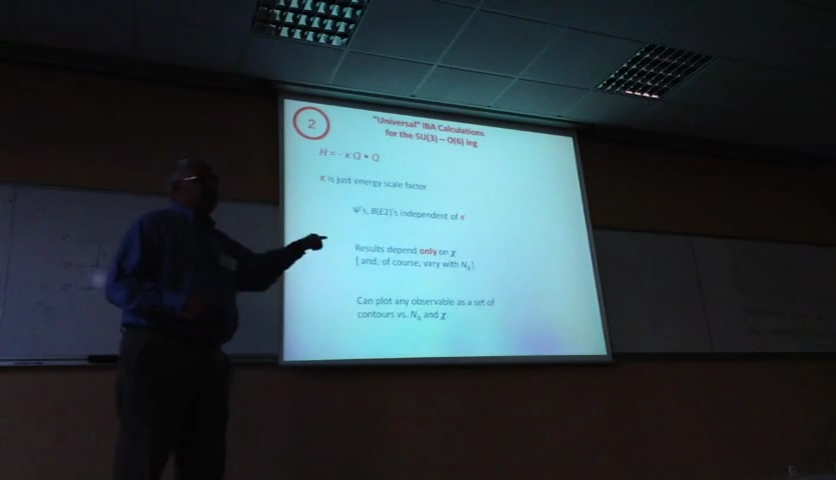 2
"Universal" IBA Calculations
for the SU(3) – O(6) leg
H = - κ Q • Q
κ is just energy scale factor
Ψ's, B(E2)'s independent of κ
Results depend only on χ
[ and, of course, vary with N_B ]
Can plot any observable as a set of
contours vs. N_B and χ.